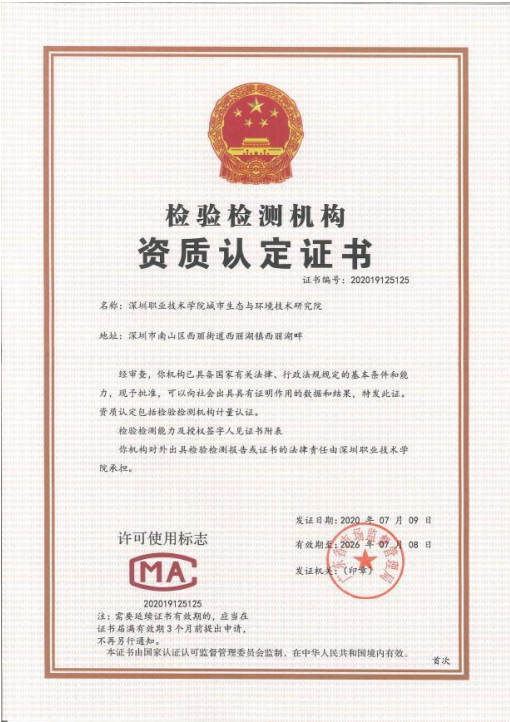 检验检测机构
资质认定证书
证书编号：202019125125
名称：深圳职业技术学院城市生态与环境技术研究院
地址：深圳市南山区西丽街道西丽湖镇西丽湖畔
经审查，你机构已具备国家有关法律、行政法规规定的基本条件和能
力，现予批准，可以向社会出具具有证明作用的数据和结果，特发此证。
资质认定包括检验检测机构计量认证。
检验检测能力及授权签字人见证书附表
你机构对外出具检验检测报告或证书的法律责任由深圳职业技术学
院承担。
许可使用标志
MA
202019125125
发证日期：2020 年 07 月 09 日
有效期至：2026 年 07 月 08 日
发证机关：（印章）
广东省市场监督管理局
注：需要延续证书有效期的，应当在
证书届满有效期 3 个月前提出申请，
不再另行通知。
本证书由国家认证认可监督管理委员会监制，在中华人民共和国境内有效。
首次